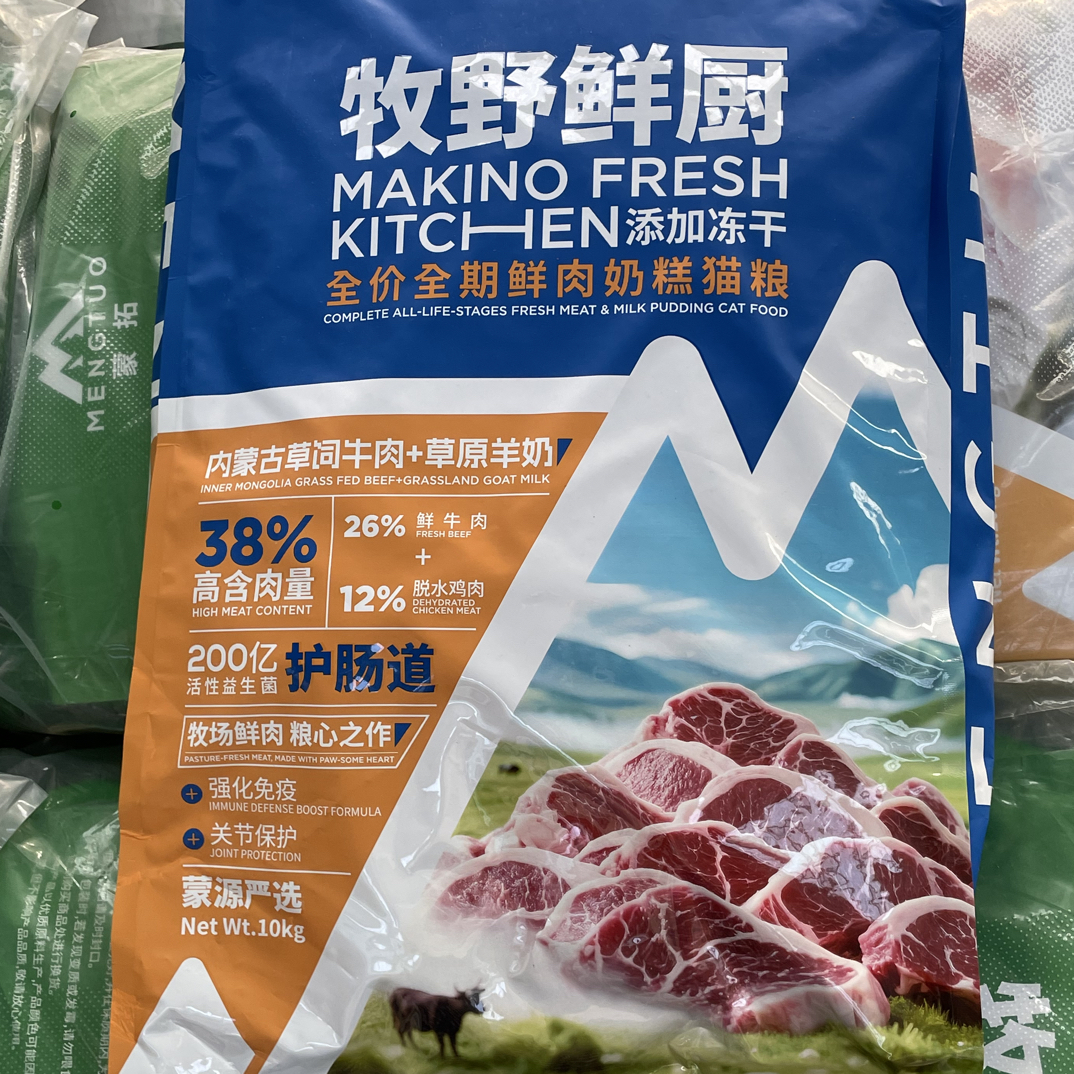 牧野鲜厨
MAKINO FRESH
KITCHEN添加冻干
全价全期鲜肉奶糕猫粮
COMPLETE ALL-LIFE-STAGES FRESH MEAT & MILK PUDDING CAT FOOD
内蒙古草饲牛肉+草原羊奶
INNER MONGOLIA GRASS FED BEEF+GRASSLAND GOAT MILK
38%
高含肉量
HIGH MEAT CONTENT
26% 鲜牛肉
FRESH BEEF
+
12% 脱水鸡肉
DEHYDRATED
CHICKEN MEAT
200亿
活性益生菌
护肠道
牧场鲜肉 粮心之作
PASTURE-FRESH MEAT, MADE WITH PAW-SOME HEART
+ 强化免疫
IMMUNE DEFENSE BOOST FORMULA
+ 关节保护
JOINT PROTECTION
蒙源严选
Net Wt.10kg
MENGTUO
蒙拓